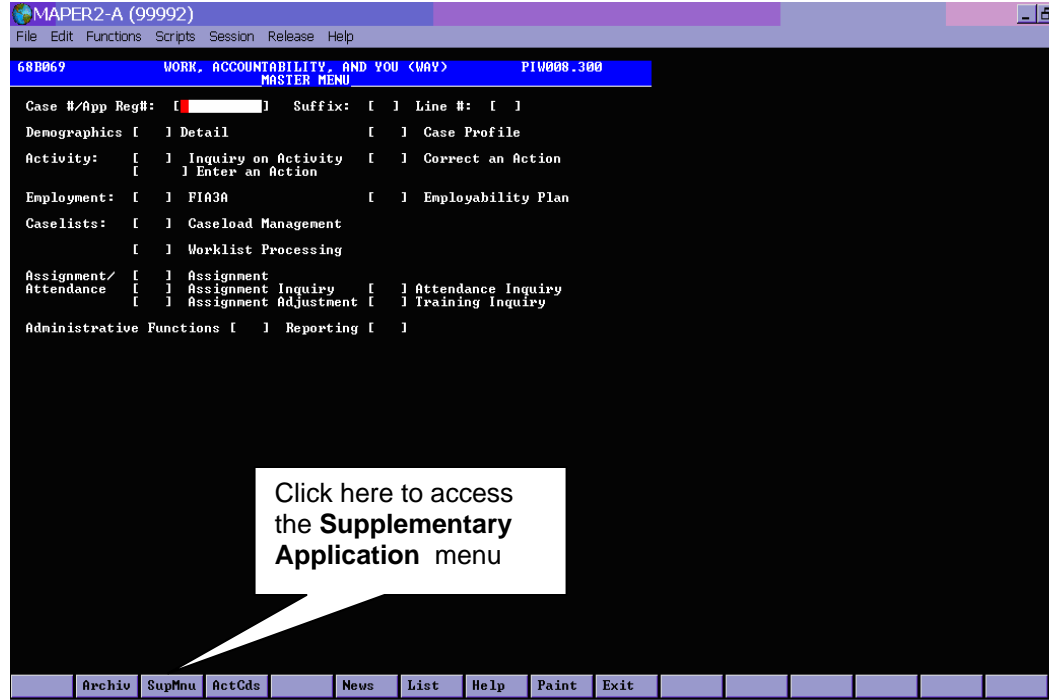 MAPER2-A (99992)
File Edit Functions Scripts Session Release Help
68B069 WORK, ACCOUNTABILITY, AND YOU (WAY) PIW008.300
MASTER MENU
Case #/App Reg#: [ ] Suffix: [ ] Line #: [ ]
Demographics [ ] Detail [ ] Case Profile
Activity: [ ] Inquiry on Activity [ ] Correct an Action
[ ] Enter an Action
Employment: [ ] FIA3A [ ] Employability Plan
Caselists: [ ] Caseload Management
[ ] Worklist Processing
Assignment/ [ ] Assignment
Attendance [ ] Assignment Inquiry [ ] Attendance Inquiry
[ ] Assignment Adjustment [ ] Training Inquiry
Administrative Functions [ ] Reporting [ ]
Click here to access
the Supplementary
Application menu
Archiv SupMnu ActCds News List Help Paint Exit